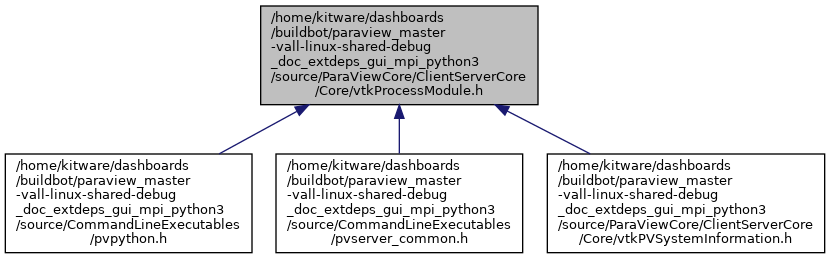 /home/kitware/dashboards
/buildbot/paraview_master
-vall-linux-shared-debug
_doc_extdeps_gui_mpi_python3
/source/ParaViewCore/ClientServerCore
/Core/vtkProcessModule.h
/home/kitware/dashboards
/buildbot/paraview_master
-vall-linux-shared-debug
_doc_extdeps_gui_mpi_python3
/source/CommandLineExecutables
/pvpython.h
/home/kitware/dashboards
/buildbot/paraview_master
-vall-linux-shared-debug
_doc_extdeps_gui_mpi_python3
/source/CommandLineExecutables
/pvserver_common.h
/home/kitware/dashboards
/buildbot/paraview_master
-vall-linux-shared-debug
_doc_extdeps_gui_mpi_python3
/source/ParaViewCore/ClientServerCore
/Core/vtkPVSystemInformation.h